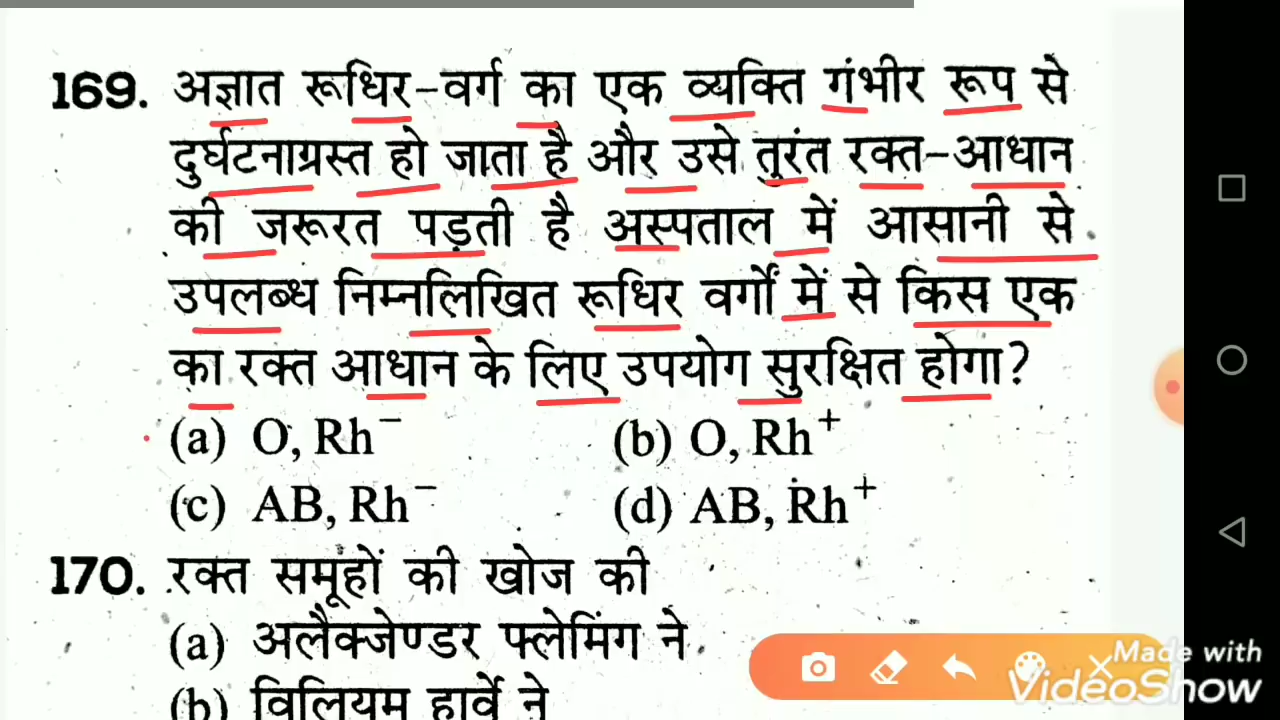 169. अज्ञात रूधिर-वर्ग का एक व्यक्ति गंभीर रूप से
दुर्घटनाग्रस्त हो जाता है और उसे तुरंत रक्त-आधान
की जरूरत पड़ती है अस्पताल में आसानी से
उपलब्ध निम्नलिखित रूधिर वर्गों में से किस एक
का रक्त आधान के लिए उपयोग सुरक्षित होगा?
(a) O, Rh⁻ (b) O, Rh⁺
(c) AB, Rh⁻ (d) AB, Rh⁺
170. रक्त समूहों की खोज की
(a) अलैक्जेण्डर फ्लेमिंग ने
(b) विलियम हार्वे ने
Made with
VideoShow